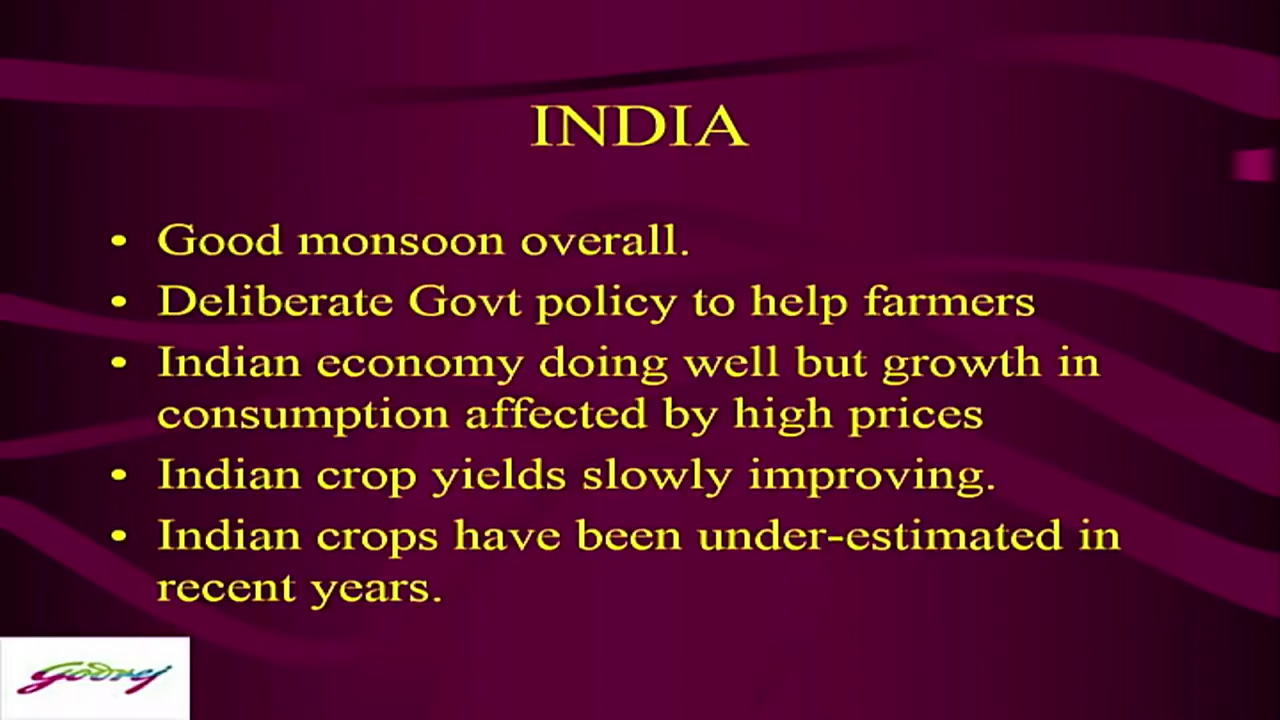 INDIA
• Good monsoon overall.
• Deliberate Govt policy to help farmers
• Indian economy doing well but growth in
consumption affected by high prices
• Indian crop yields slowly improving.
• Indian crops have been under-estimated in
recent years.
Godrej